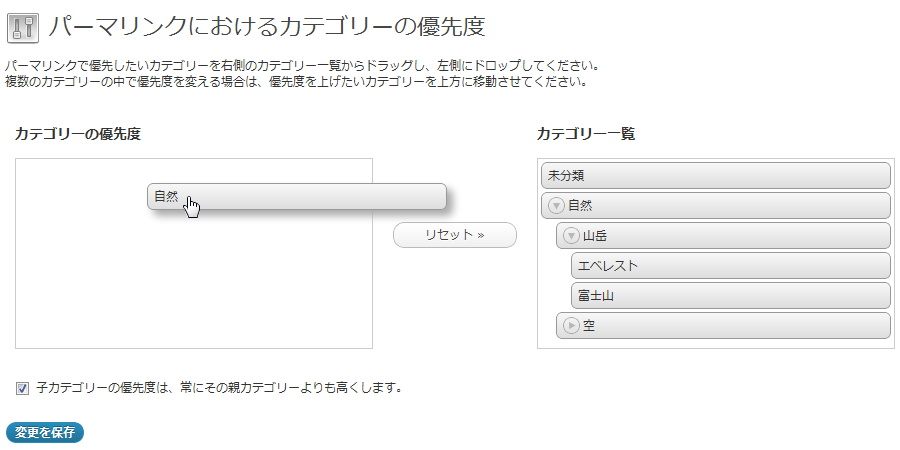 パーマリンクにおけるカテゴリーの優先度
パーマリンクで優先したいカテゴリーを右側のカテゴリー一覧からドラッグし、左側にドロップしてください。
複数のカテゴリーの中で優先度を変える場合は、優先度を上げたいカテゴリーを上方に移動させてください。
カテゴリーの優先度
自然
リセット »
カテゴリー一覧
未分類
自然
山岳
エベレスト
富士山
空
子カテゴリーの優先度は、常にその親カテゴリーよりも高くします。
変更を保存